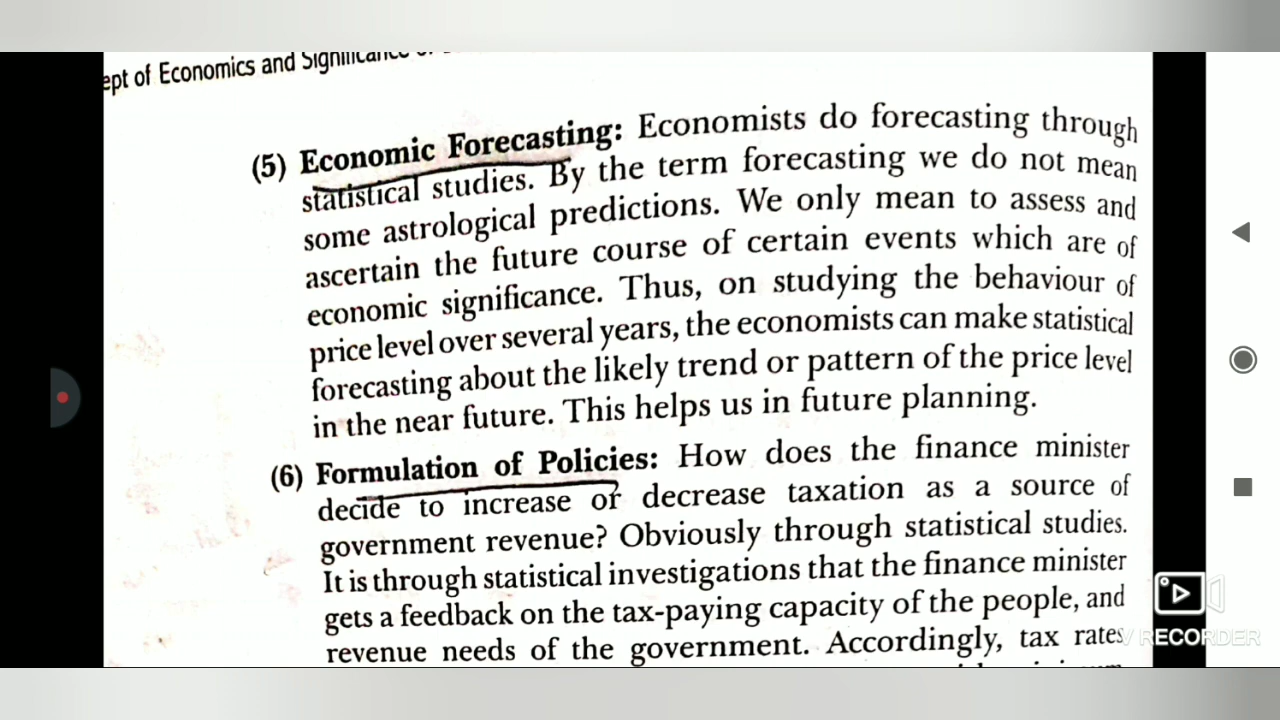 ept of Economics and Significance
(5) Economic Forecasting: Economists do forecasting through
statistical studies. By the term forecasting we do not mean
some astrological predictions. We only mean to assess and
ascertain the future course of certain events which are of
economic significance. Thus, on studying the behaviour of
price level over several years, the economists can make statistical
forecasting about the likely trend or pattern of the price level
in the near future. This helps us in future planning.
(6) Formulation of Policies: How does the finance minister
decide to increase or decrease taxation as a source of
government revenue? Obviously through statistical studies.
It is through statistical investigations that the finance minister
gets a feedback on the tax-paying capacity of the people, and
revenue needs of the government. Accordingly, tax rates
V RECORDER